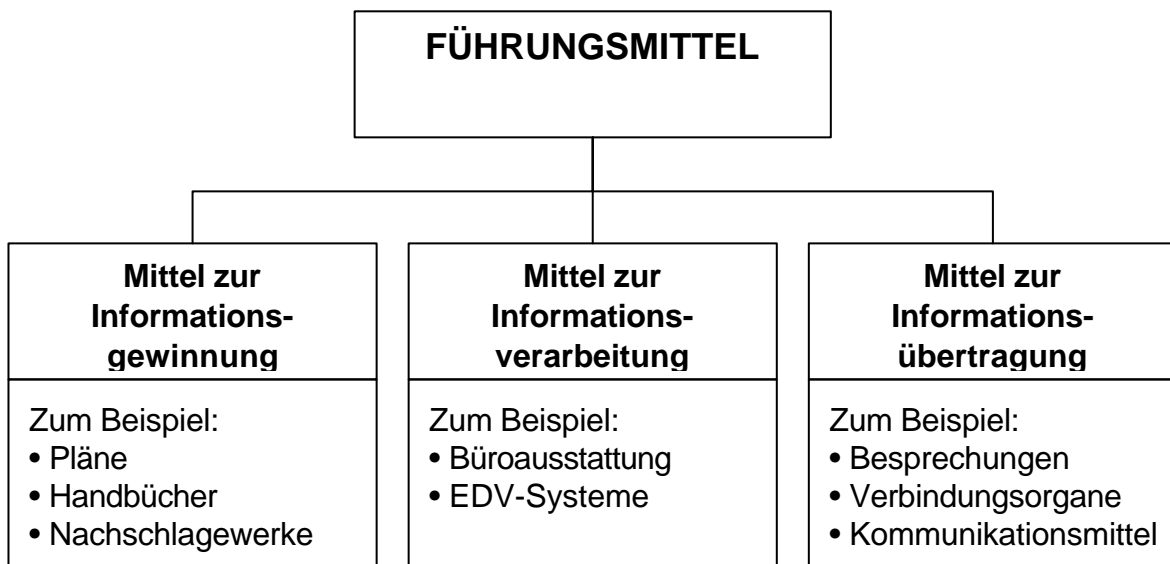 FÜHRUNGSMITTEL
Mittel zur
Informations-
gewinnung
Zum Beispiel:
• Pläne
• Handbücher
• Nachschlagewerke
Mittel zur
Informations-
verarbeitung
Zum Beispiel:
• Büroausstattung
• EDV-Systeme
Mittel zur
Informations-
übertragung
Zum Beispiel:
• Besprechungen
• Verbindungsorgane
• Kommunikationsmittel